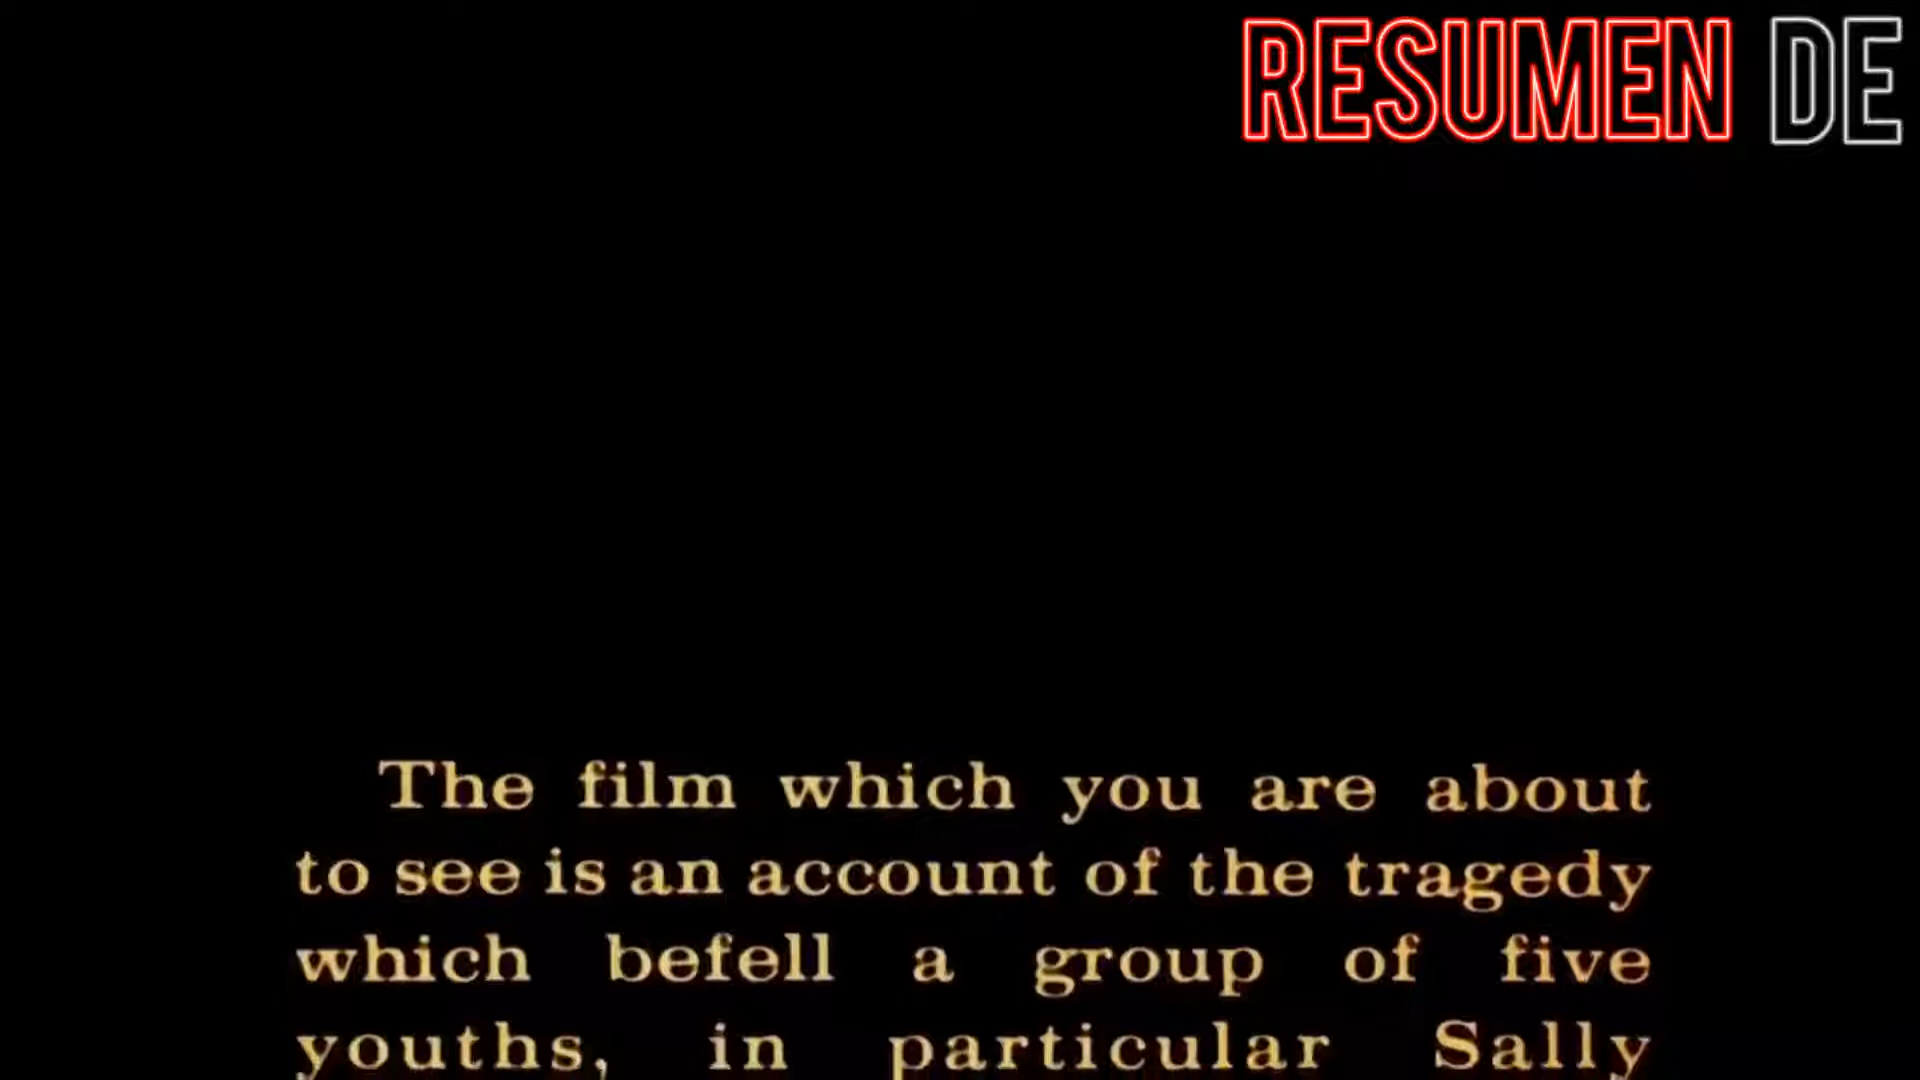 RESUMEN DE
The film which you are about
to see is an account of the tragedy
which befell a group of five
youths, in particular Sally